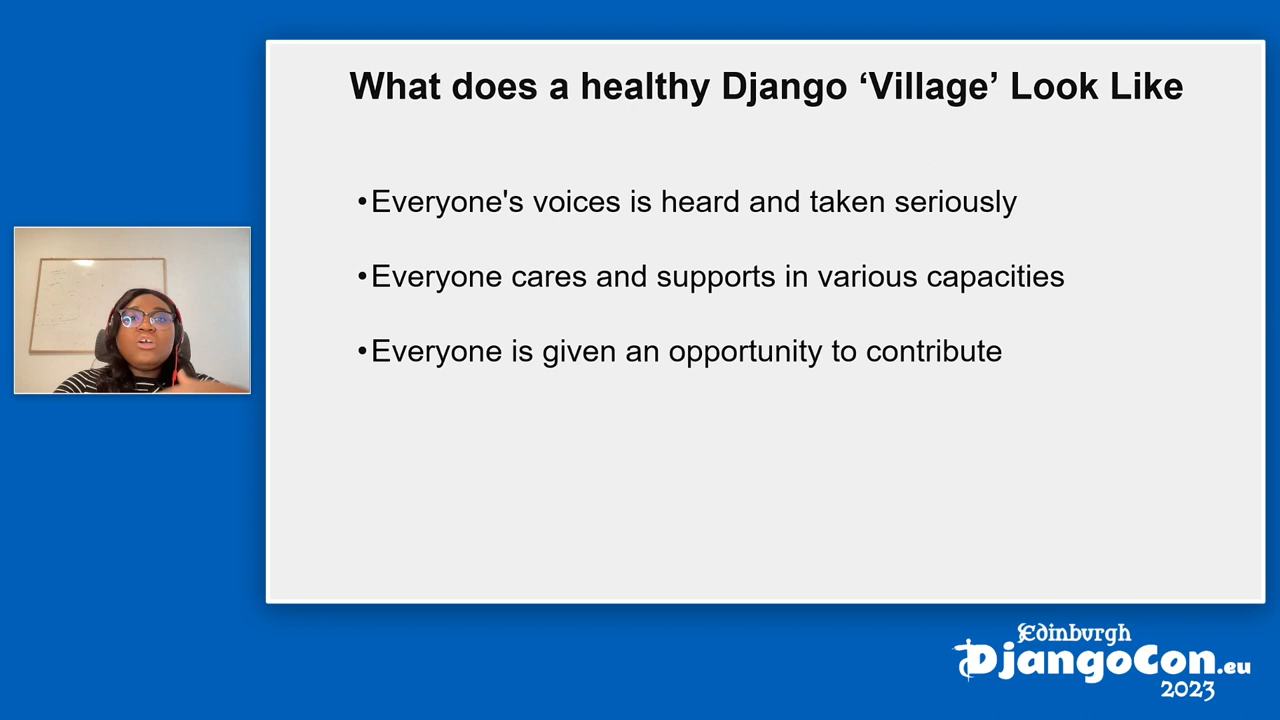 What does a healthy Django ‘Village’ Look Like
•Everyone's voices is heard and taken seriously
•Everyone cares and supports in various capacities
•Everyone is given an opportunity to contribute
Edinburgh
DjangoCon.eu
2023